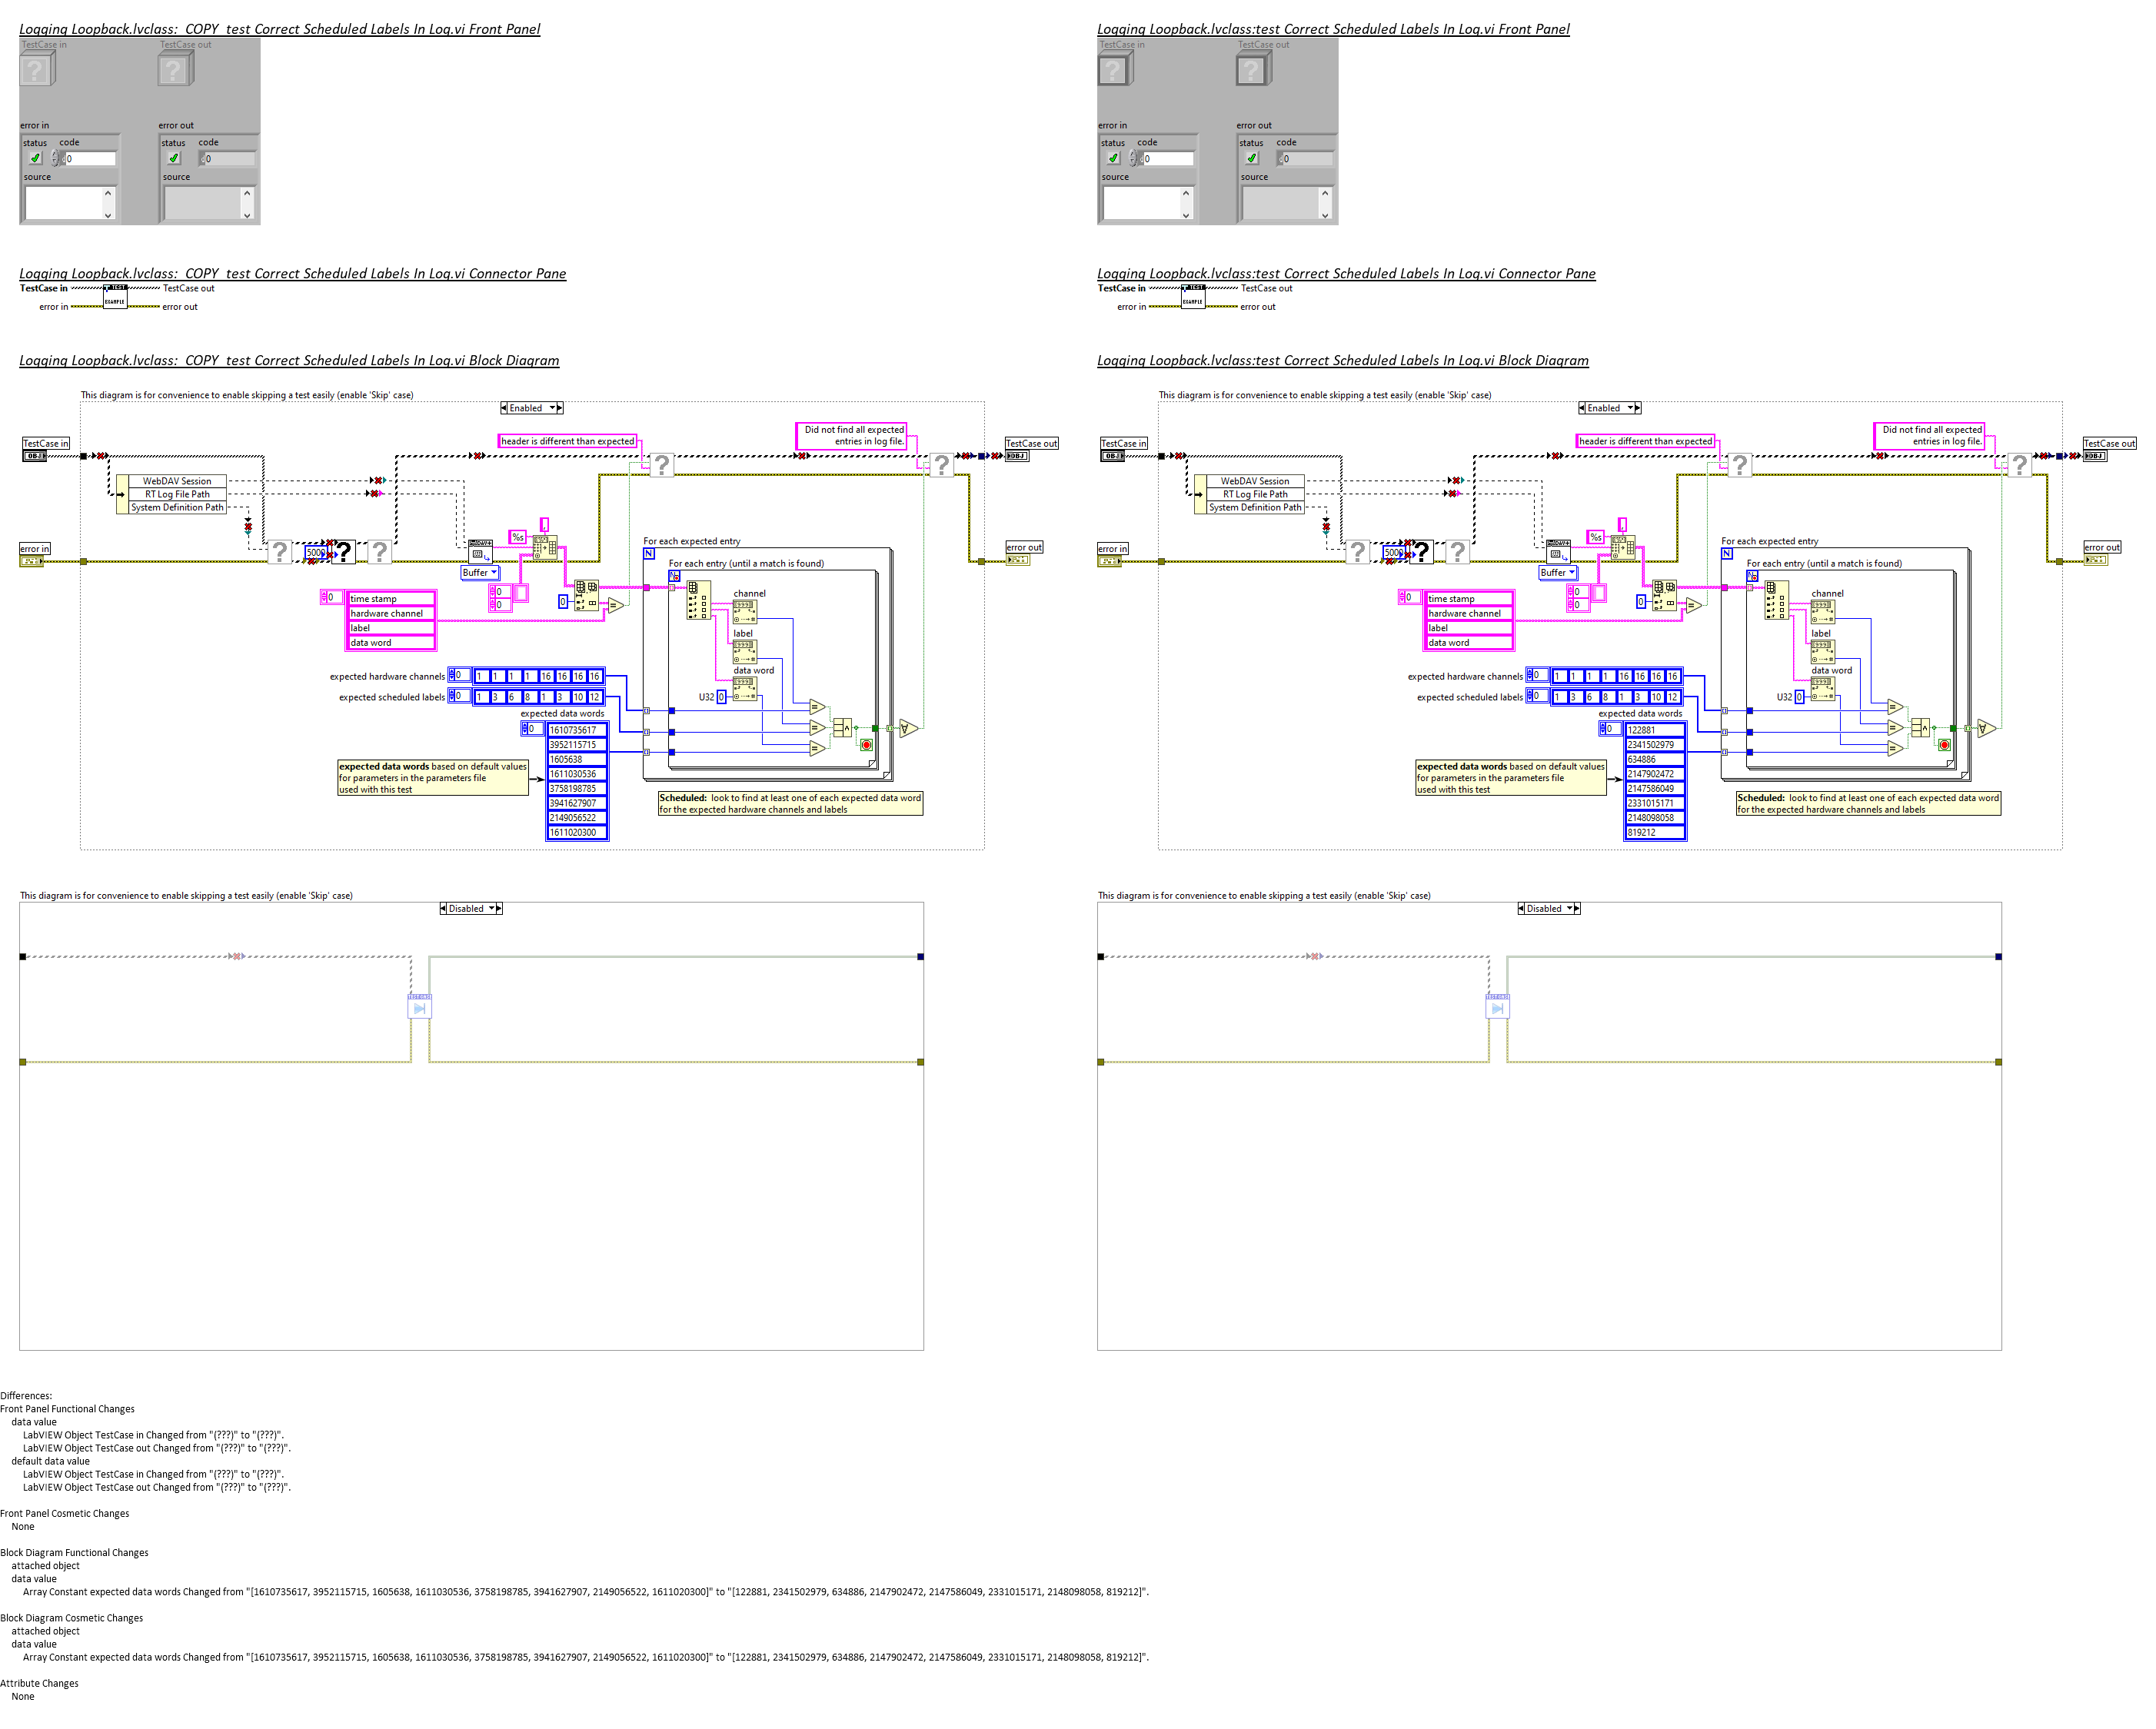 Logging Loopback.lvclass:_COPY_test Correct Scheduled Labels In Log.vi Front Panel
TestCase in
TestCase out
error in
error out
status
code
status
code
0
0
source
source
Logging Loopback.lvclass:_COPY_test Correct Scheduled Labels In Log.vi Connector Pane
TestCase in
TEST
TestCase out
error in
EXAMPLE
error out
Logging Loopback.lvclass:_COPY_test Correct Scheduled Labels In Log.vi Block Diagram
This diagram is for convenience to enable skipping a test easily (enable 'Skip' case)
Enabled
TestCase in
OBJ
header is different than expected
Did not find all expected
entries in log file.
TestCase out
OBJ
WebDAV Session
RT Log File Path
System Definition Path
error in
5000
%s
Buffer
error out
For each expected entry
N
For each entry (until a match is found)
N
0
time stamp
hardware channel
label
data word
0
0
0
channel
label
data word
U32 0
expected hardware channels
0
1 1 1 1 16 16 16 16
expected scheduled labels
0
1 3 6 8 1 3 10 12
expected data words
0
1610735617
3952115715
1605638
1611030536
3758198785
3941627907
2149056522
1611020300
expected data words based on default values
for parameters in the parameters file
used with this test
Scheduled: look to find at least one of each expected data word
for the expected hardware channels and labels
This diagram is for convenience to enable skipping a test easily (enable 'Skip' case)
Disabled
Logging Loopback.lvclass:test Correct Scheduled Labels In Log.vi Front Panel
TestCase in
TestCase out
error in
error out
status
code
status
code
0
0
source
source
Logging Loopback.lvclass:test Correct Scheduled Labels In Log.vi Connector Pane
TestCase in
TEST
TestCase out
error in
EXAMPLE
error out
Logging Loopback.lvclass:test Correct Scheduled Labels In Log.vi Block Diagram
This diagram is for convenience to enable skipping a test easily (enable 'Skip' case)
Enabled
TestCase in
OBJ
header is different than expected
Did not find all expected
entries in log file.
TestCase out
OBJ
WebDAV Session
RT Log File Path
System Definition Path
error in
5000
%s
Buffer
error out
For each expected entry
N
For each entry (until a match is found)
N
0
time stamp
hardware channel
label
data word
0
0
0
channel
label
data word
U32 0
expected hardware channels
0
1 1 1 1 16 16 16 16
expected scheduled labels
0
1 3 6 8 1 3 10 12
expected data words
0
122881
2341502979
634886
2147902472
2147586049
2331015171
2148098058
819212
expected data words based on default values
for parameters in the parameters file
used with this test
Scheduled: look to find at least one of each expected data word
for the expected hardware channels and labels
This diagram is for convenience to enable skipping a test easily (enable 'Skip' case)
Disabled
Differences:
Front Panel Functional Changes
data value
LabVIEW Object TestCase in Changed from "(???)" to "(???)".
LabVIEW Object TestCase out Changed from "(???)" to "(???)".
default data value
LabVIEW Object TestCase in Changed from "(???)" to "(???)".
LabVIEW Object TestCase out Changed from "(???)" to "(???)".
Front Panel Cosmetic Changes
None
Block Diagram Functional Changes
attached object
data value
Array Constant expected data words Changed from "[1610735617, 3952115715, 1605638, 1611030536, 3758198785, 3941627907, 2149056522, 1611020300]" to "[122881, 2341502979, 634886, 2147902472, 2147586049, 2331015171, 2148098058, 819212]".
Block Diagram Cosmetic Changes
attached object
data value
Array Constant expected data words Changed from "[1610735617, 3952115715, 1605638, 1611030536, 3758198785, 3941627907, 2149056522, 1611020300]" to "[122881, 2341502979, 634886, 2147902472, 2147586049, 2331015171, 2148098058, 819212]".
Attribute Changes
None